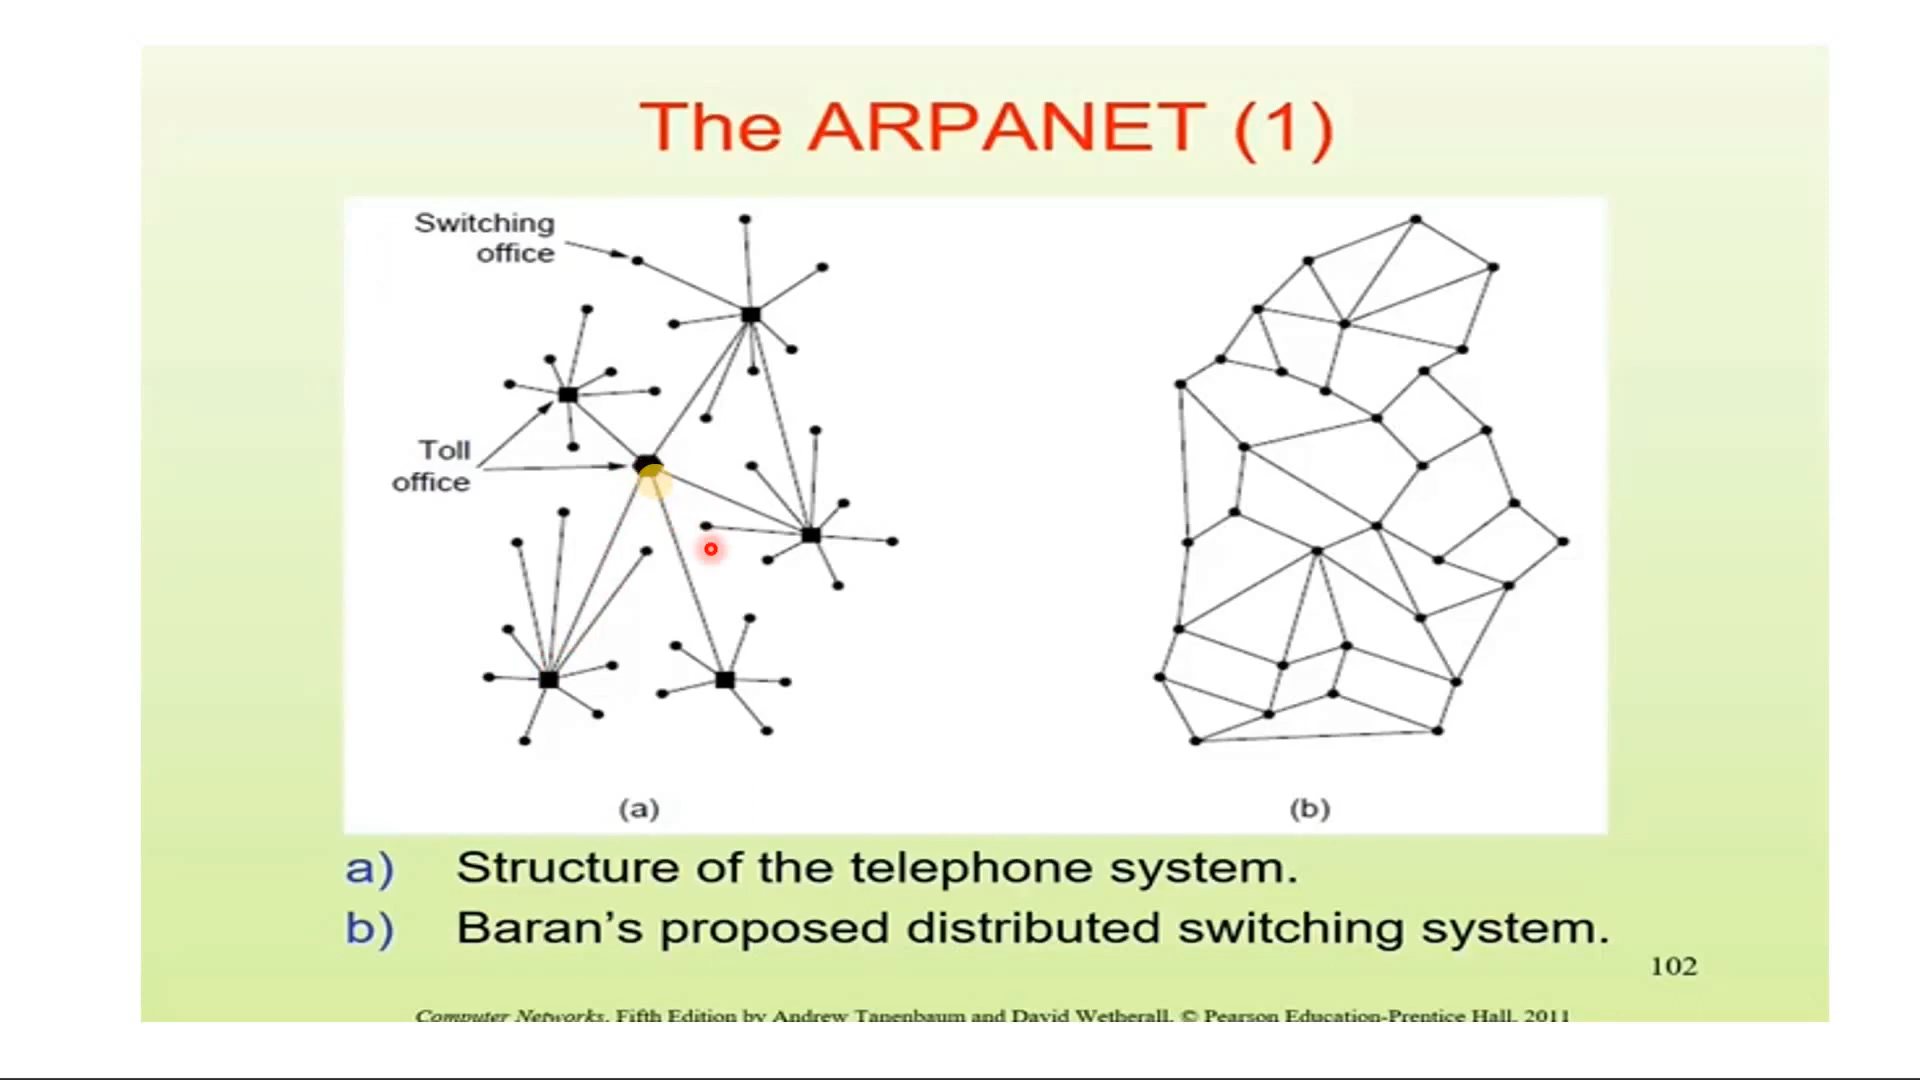 The ARPANET (1)
Switching
office
Toll
office
(a)
(b)
a) Structure of the telephone system.
b) Baran’s proposed distributed switching system.
102
Computer Networks, Fifth Edition by Andrew Tanenbaum and David Wetherall, © Pearson Education-Prentice Hall, 2011